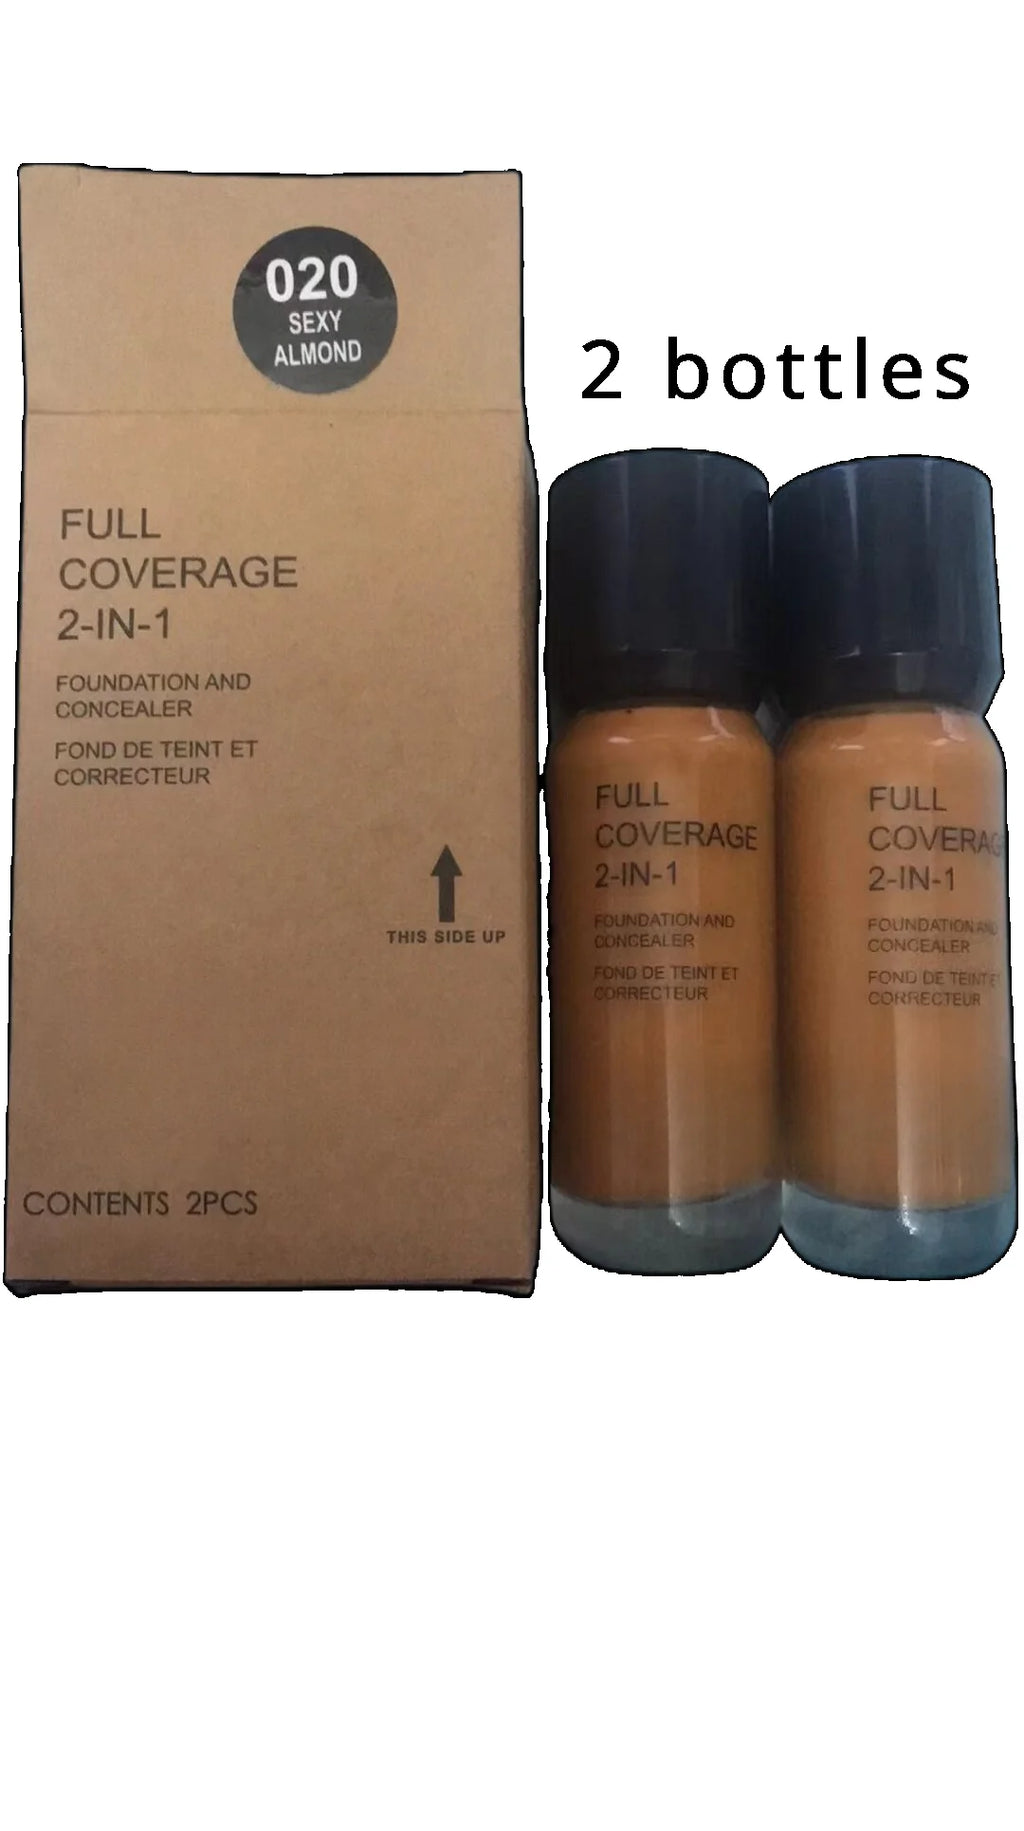 020
SEXY
ALMOND
FULL
COVERAGE
2-IN-1
FOUNDATION AND
CONCEALER
FOND DE TEINT ET
CORRECTEUR
THIS SIDE UP
CONTENTS 2PCS
2 bottles
FULL
COVERAGE
2-IN-1
FOUNDATION AND
CONCEALER
FOND DE TEINT ET
CORRECTEUR
FULL
COVERAGE
2-IN-1
FOUNDATION AND
CONCEALER
FOND DE TEINT ET
CORRECTEUR